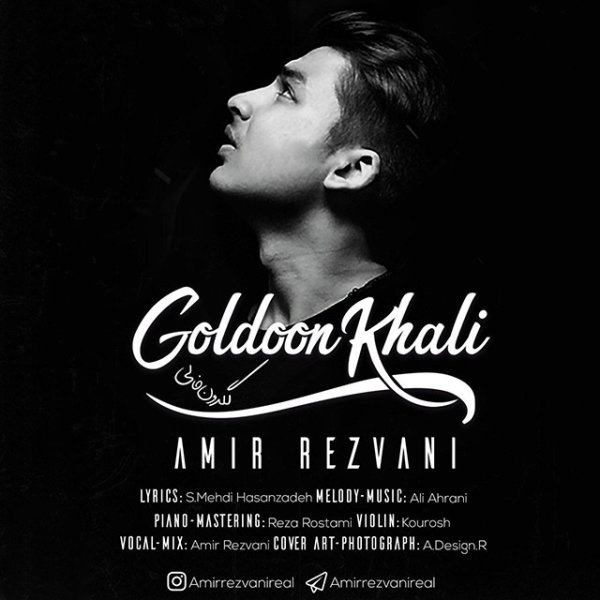 Goldoon Khali
گلدون خالی
AMIR REZVANI
LYRICS: S.Mehdi Hasanzadeh MELODY-MUSIC: Ali Ahrani
PIANO-MASTERING: Reza Rostami VIOLIN: Kourosh
VOCAL-MIX: Amir Rezvani COVER ART-PHOTOGRAPH: A.Design.R
Amirrezvanireal Amirrezvanireal